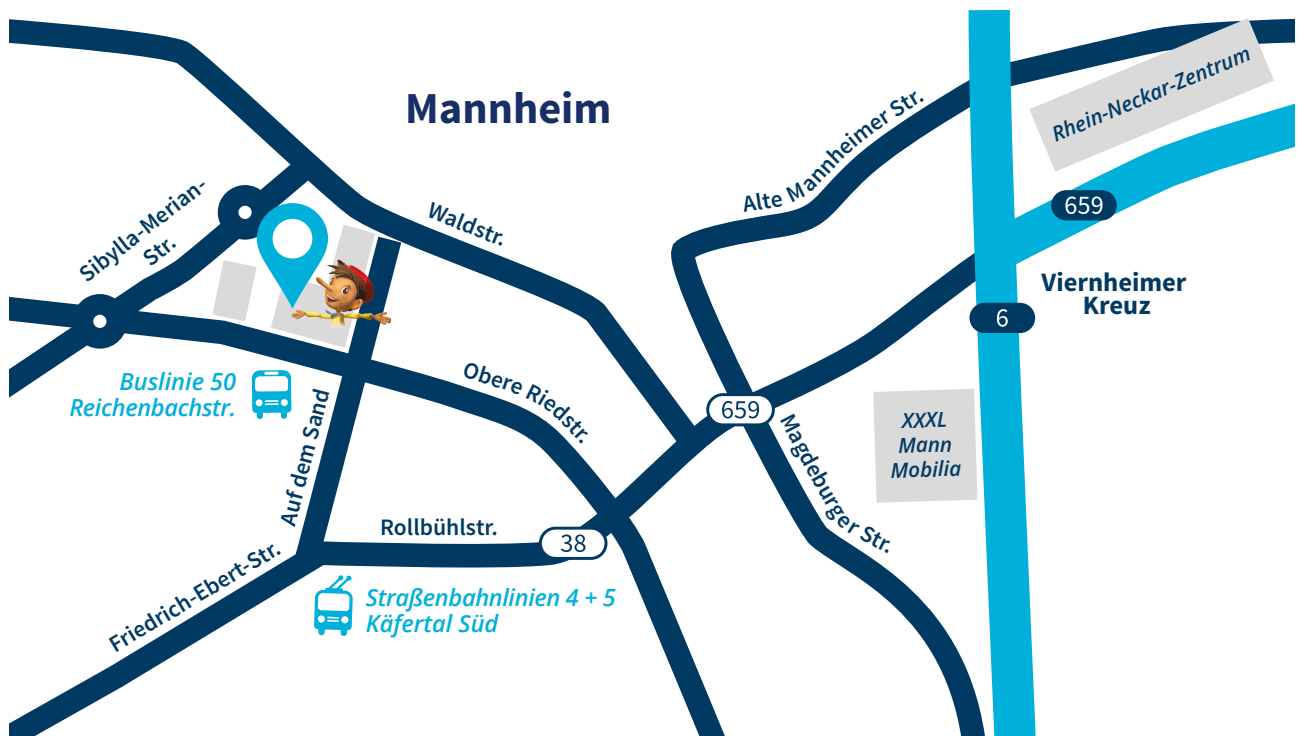 Mannheim
Alte Mannheimer Str.
Rhein-Neckar-Zentrum
Sibylla-Merian-
Str.
Waldstr.
659
Viernheimer
Kreuz
6
Buslinie 50
Reichenbachstr.
Obere Riedstr.
Auf dem Sand
659
Magdeburger Str.
XXXL
Mann
Mobilia
Rollbühlstr.
38
Friedrich-Ebert-Str.
Straßenbahnlinien 4 + 5
Käfertal Süd